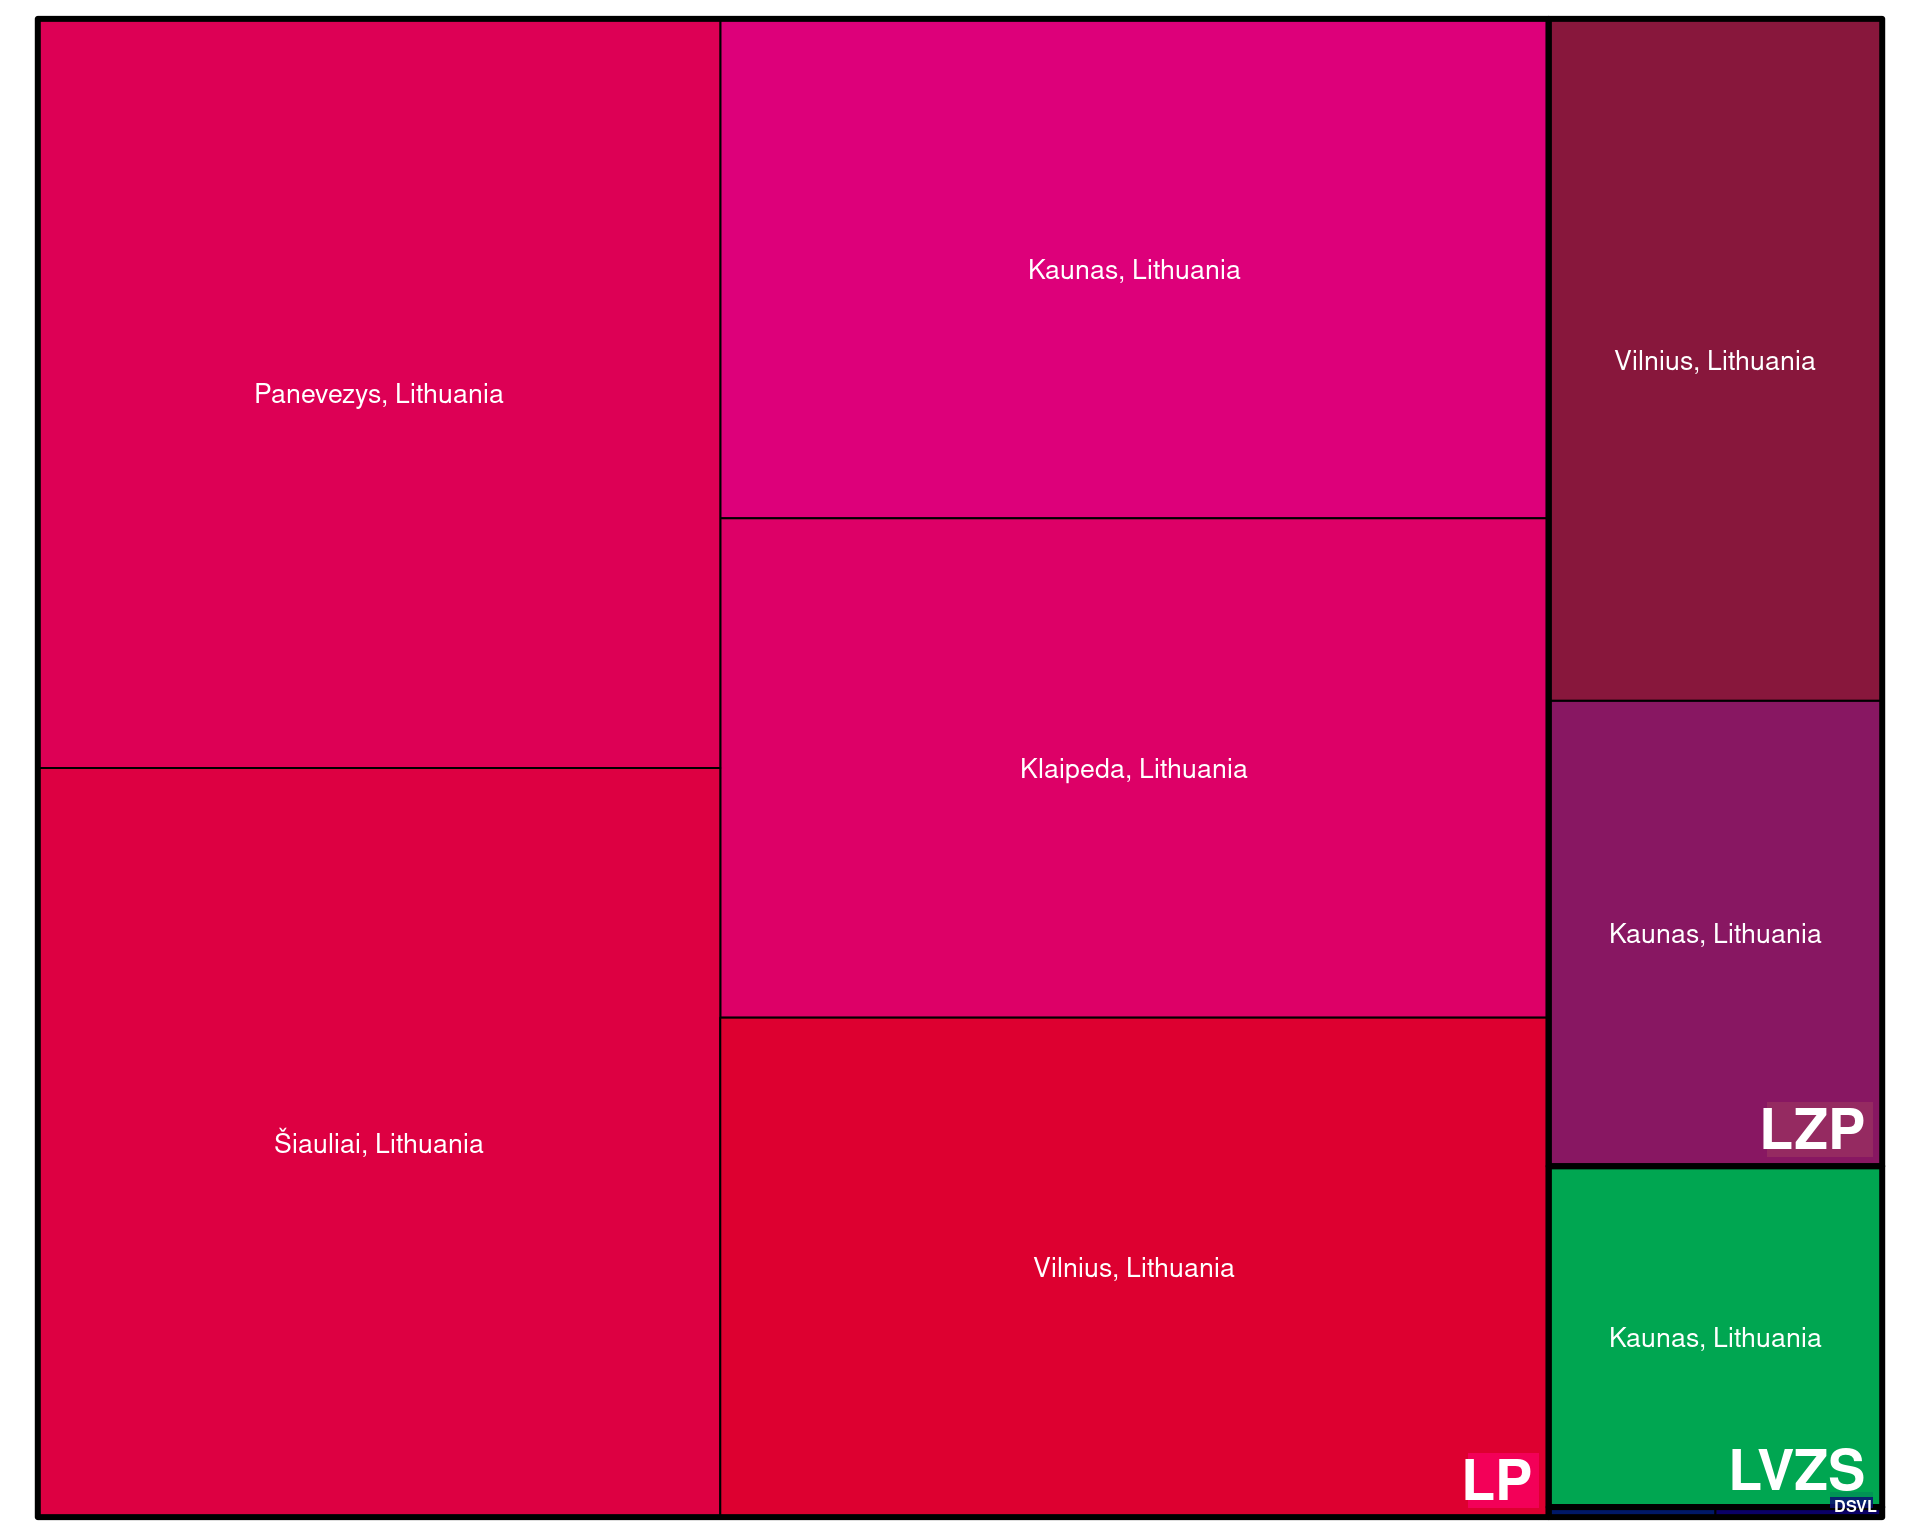 Panevezys, Lithuania
Šiauliai, Lithuania
Kaunas, Lithuania
Klaipeda, Lithuania
Vilnius, Lithuania
LP
Vilnius, Lithuania
Kaunas, Lithuania
LZP
Kaunas, Lithuania
LVZS
DSVL